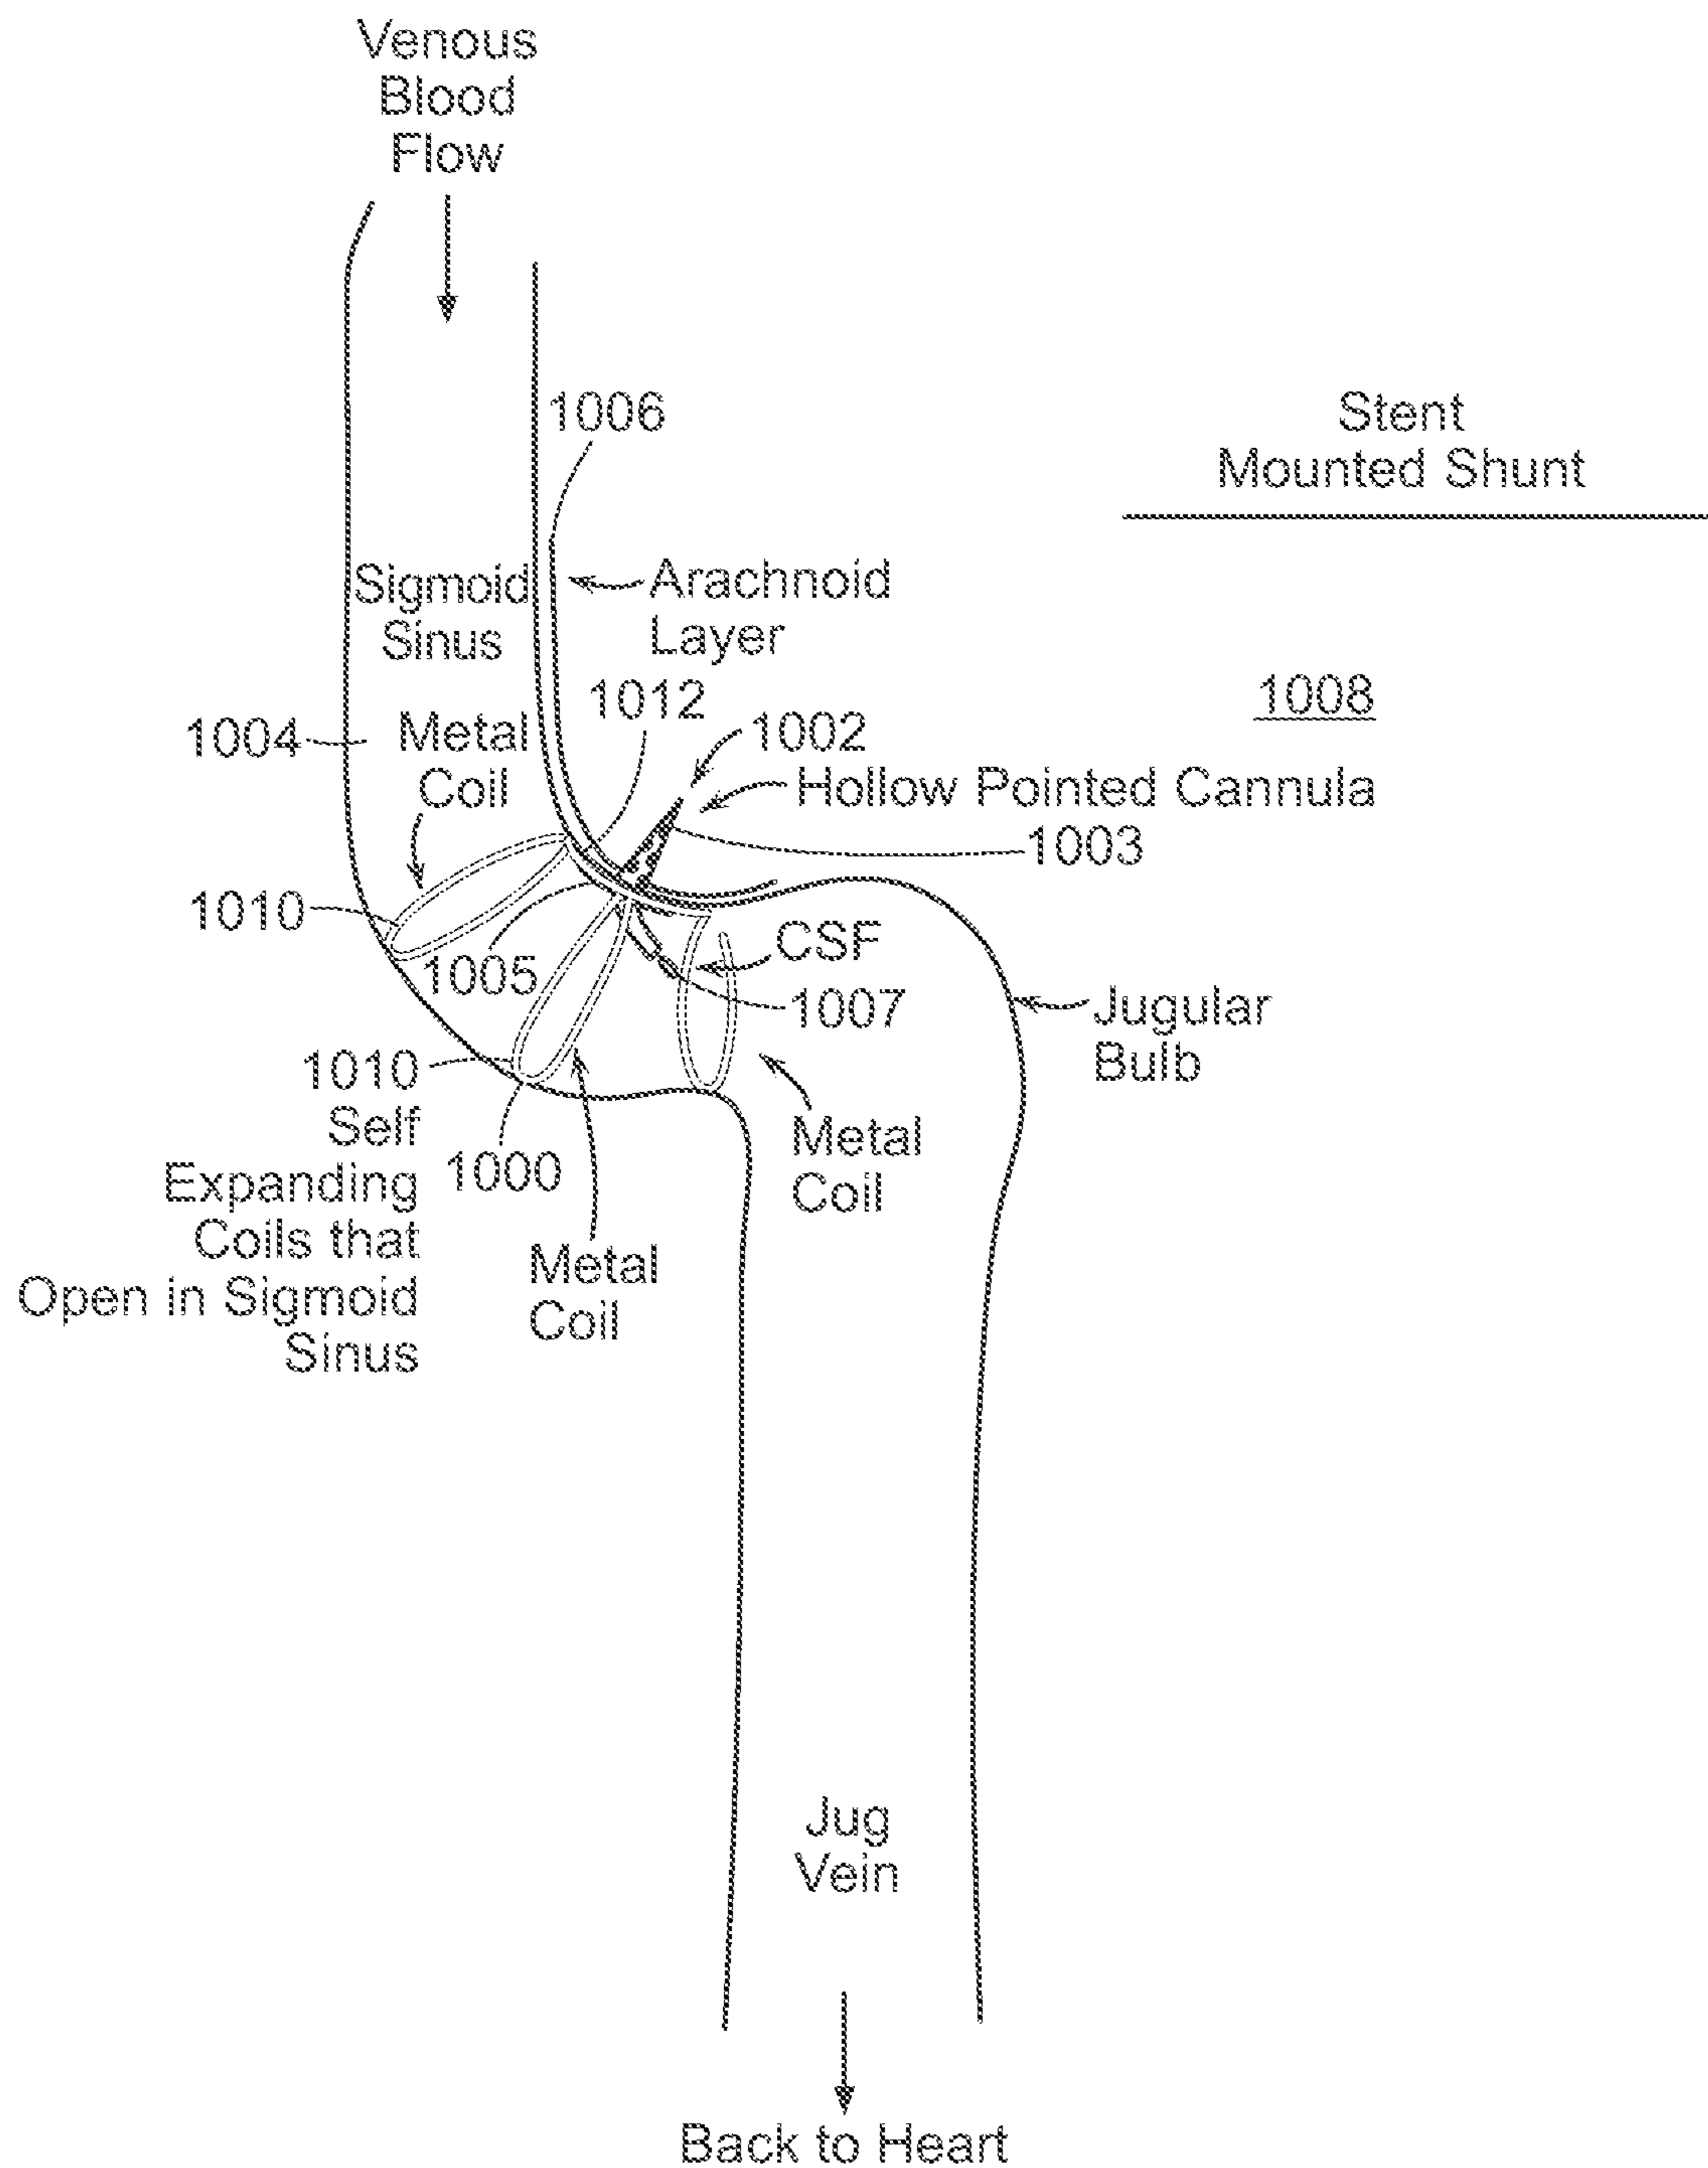 Venous
Blood
Flow
1006
Stent
Mounted Shunt
Sigmoid
Sinus
Arachnoid
Layer
1012
1008
1004
Metal
Coil
1002
Hollow Pointed Cannula
1003
1010
1005
CSF
1007
Jugular
Bulb
1010
Self
Expanding
Coils that
Open in Sigmoid
Sinus
1000
Metal
Coil
Metal
Coil
Jug
Vein
Back to Heart